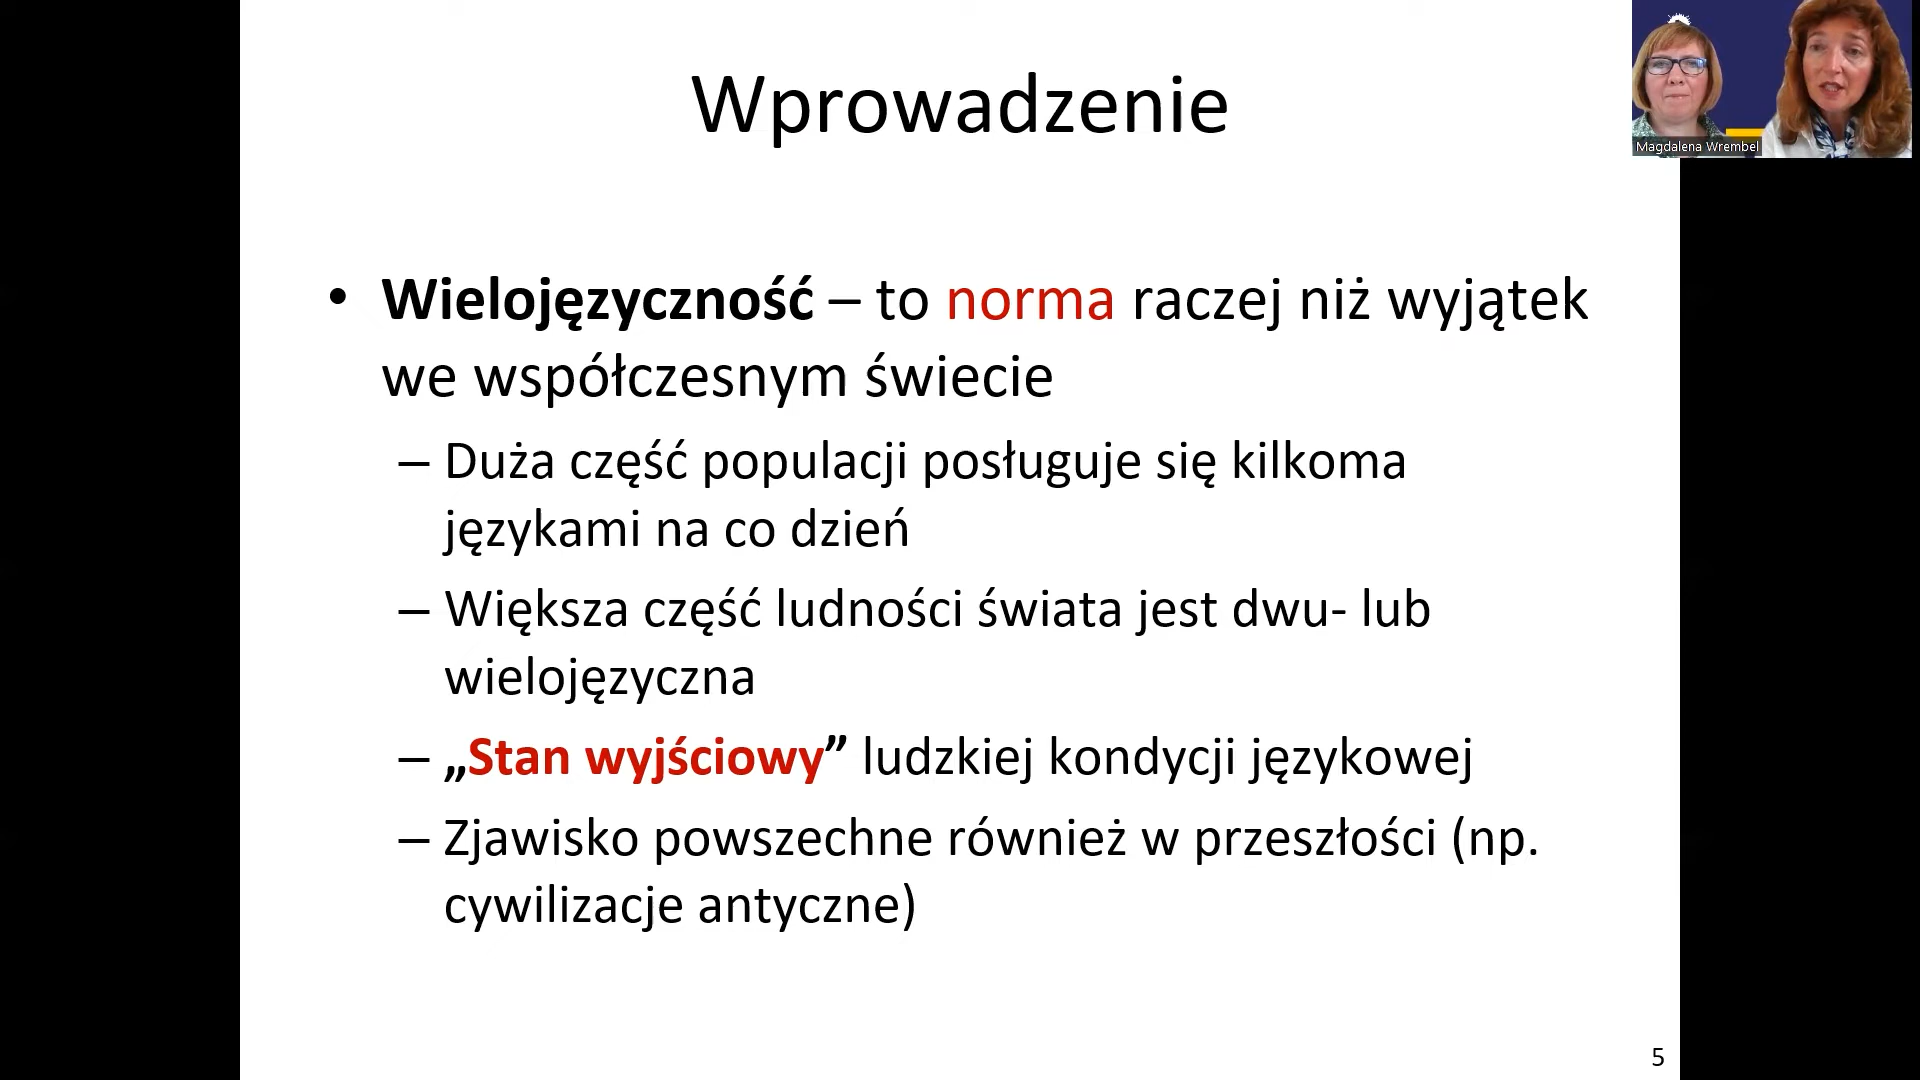 Wprowadzenie
Magdalena Wrembel
• Wielojęzyczność – to norma raczej niż wyjątek
we współczesnym świecie
– Duża część populacji posługuje się kilkoma
językami na co dzień
– Większa część ludności świata jest dwu- lub
wielojęzyczna
– „Stan wyjściowy” ludzkiej kondycji językowej
– Zjawisko powszechne również w przeszłości (np.
cywilizacje antyczne)
5